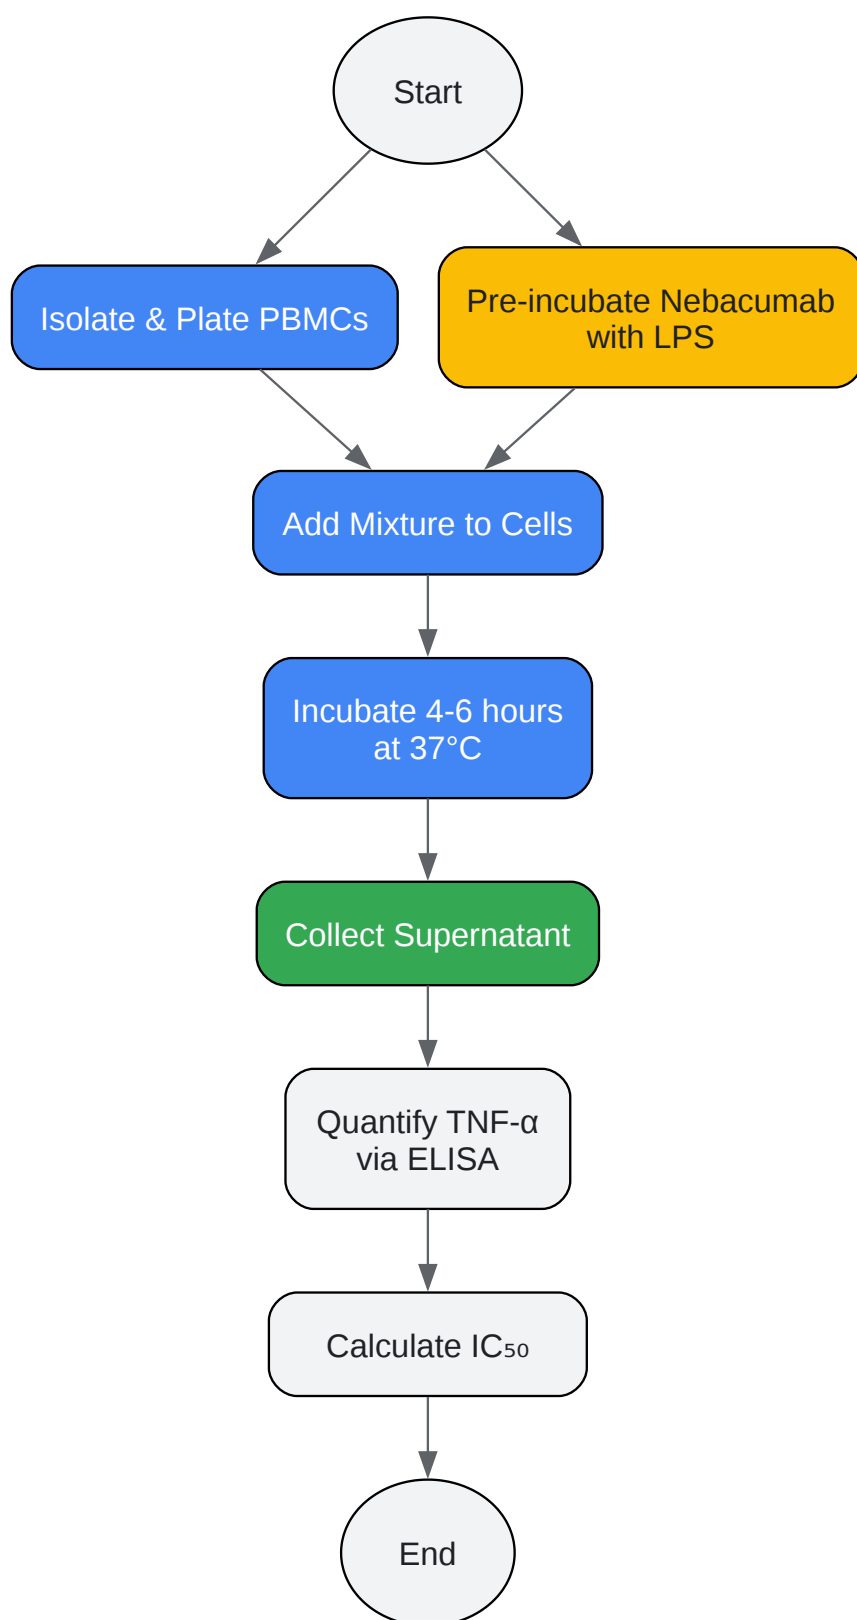 Start
Isolate & Plate PBMCs
Pre-incubate Nebacumab
with LPS
Add Mixture to Cells
Incubate 4-6 hours
at 37°C
Collect Supernatant
Quantify TNF-α
via ELISA
Calculate IC₅₀
End